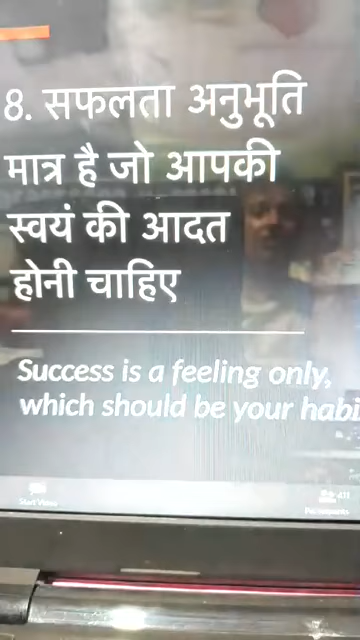 8. सफलता अनुभूति
मात्र है जो आपकी
स्वयं की आदत
होनी चाहिए
Success is a feeling only,
which should be your habi
Start Video
Participants